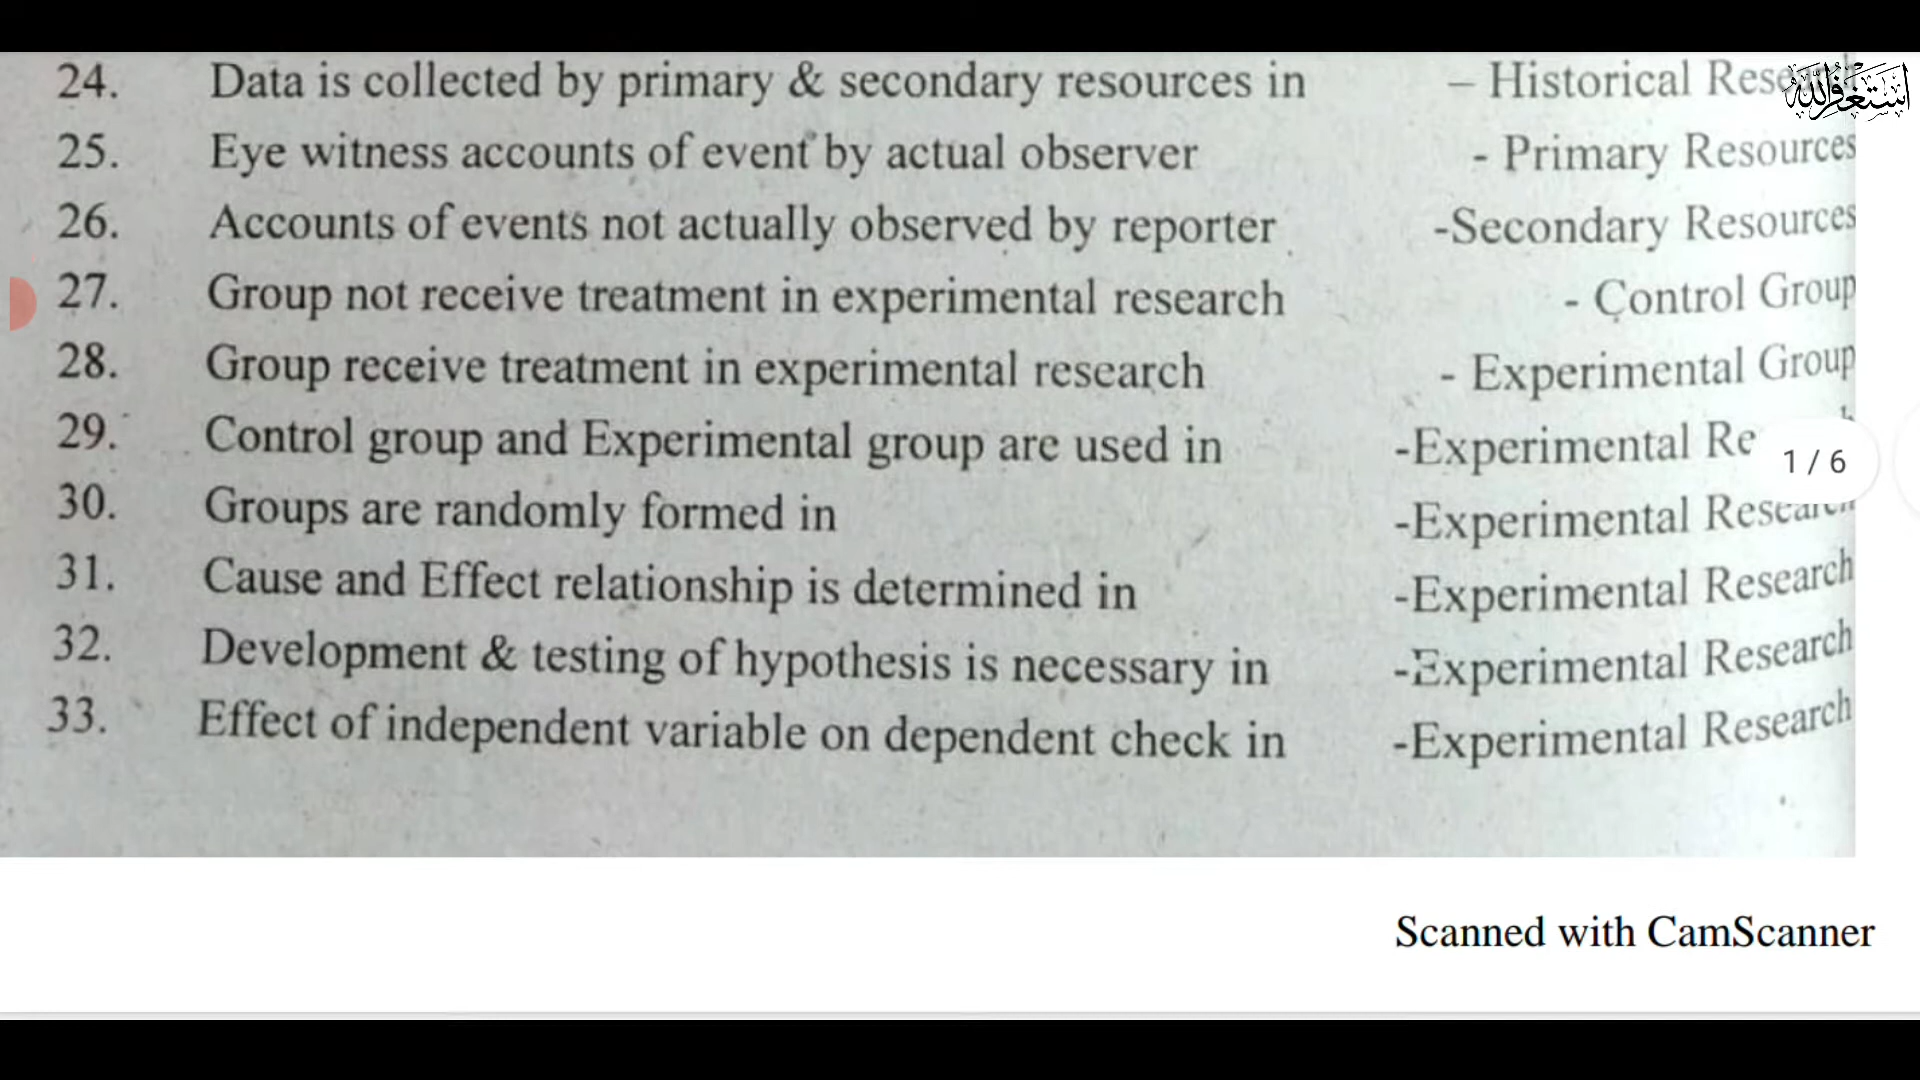 24. Data is collected by primary & secondary resources in – Historical
استغفر الله
25. Eye witness accounts of event by actual observer - Primary Resources
26. Accounts of events not actually observed by reporter -Secondary Resources
27. Group not receive treatment in experimental research - Control Group
28. Group receive treatment in experimental research - Experimental Group
29. Control group and Experimental group are used in -Experimental Re
1 / 6
30. Groups are randomly formed in -Experimental Research
31. Cause and Effect relationship is determined in -Experimental Research
32. Development & testing of hypothesis is necessary in -Experimental Research
33. Effect of independent variable on dependent check in -Experimental Research
Scanned with CamScanner